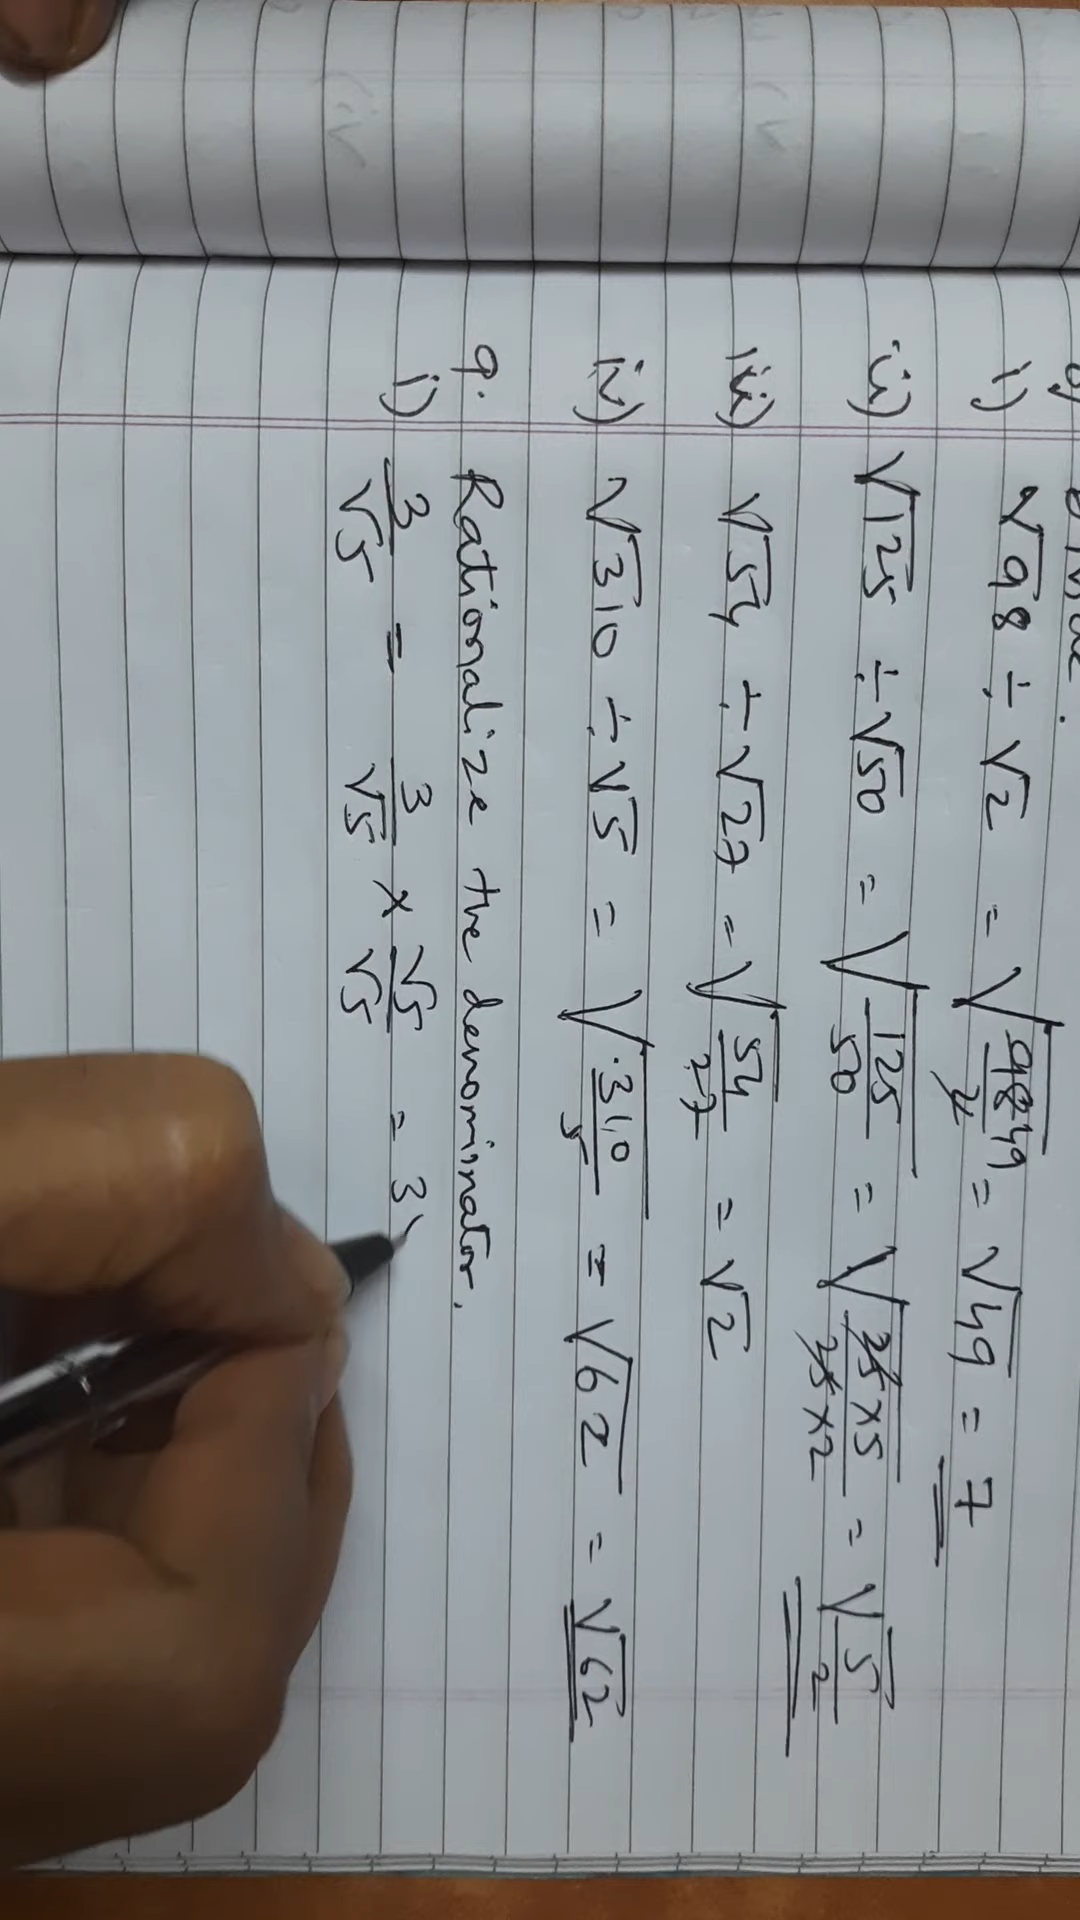 i) √98 ÷ √2 = √98 49/2 = √49 = 7
ii) √125 ÷ √50 = √125/50 = √25×5/25×2 = √5/2
iii) √54 ÷ √27 = √54/27 = √2
iv) √310 ÷ √5 = √310/5 = √62 = √62
9. Rationalize the denominator.
i) 3/√5 = 3/√5 × √5/√5 = 3